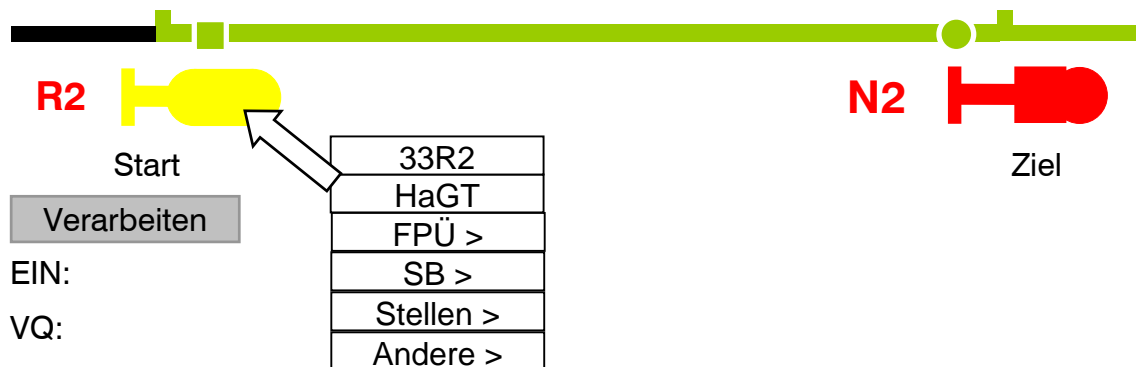 R2
N2
Start
Ziel
33R2
HaGT
FPÜ >
SB >
Stellen >
Andere >
Verarbeiten
EIN:
VQ: